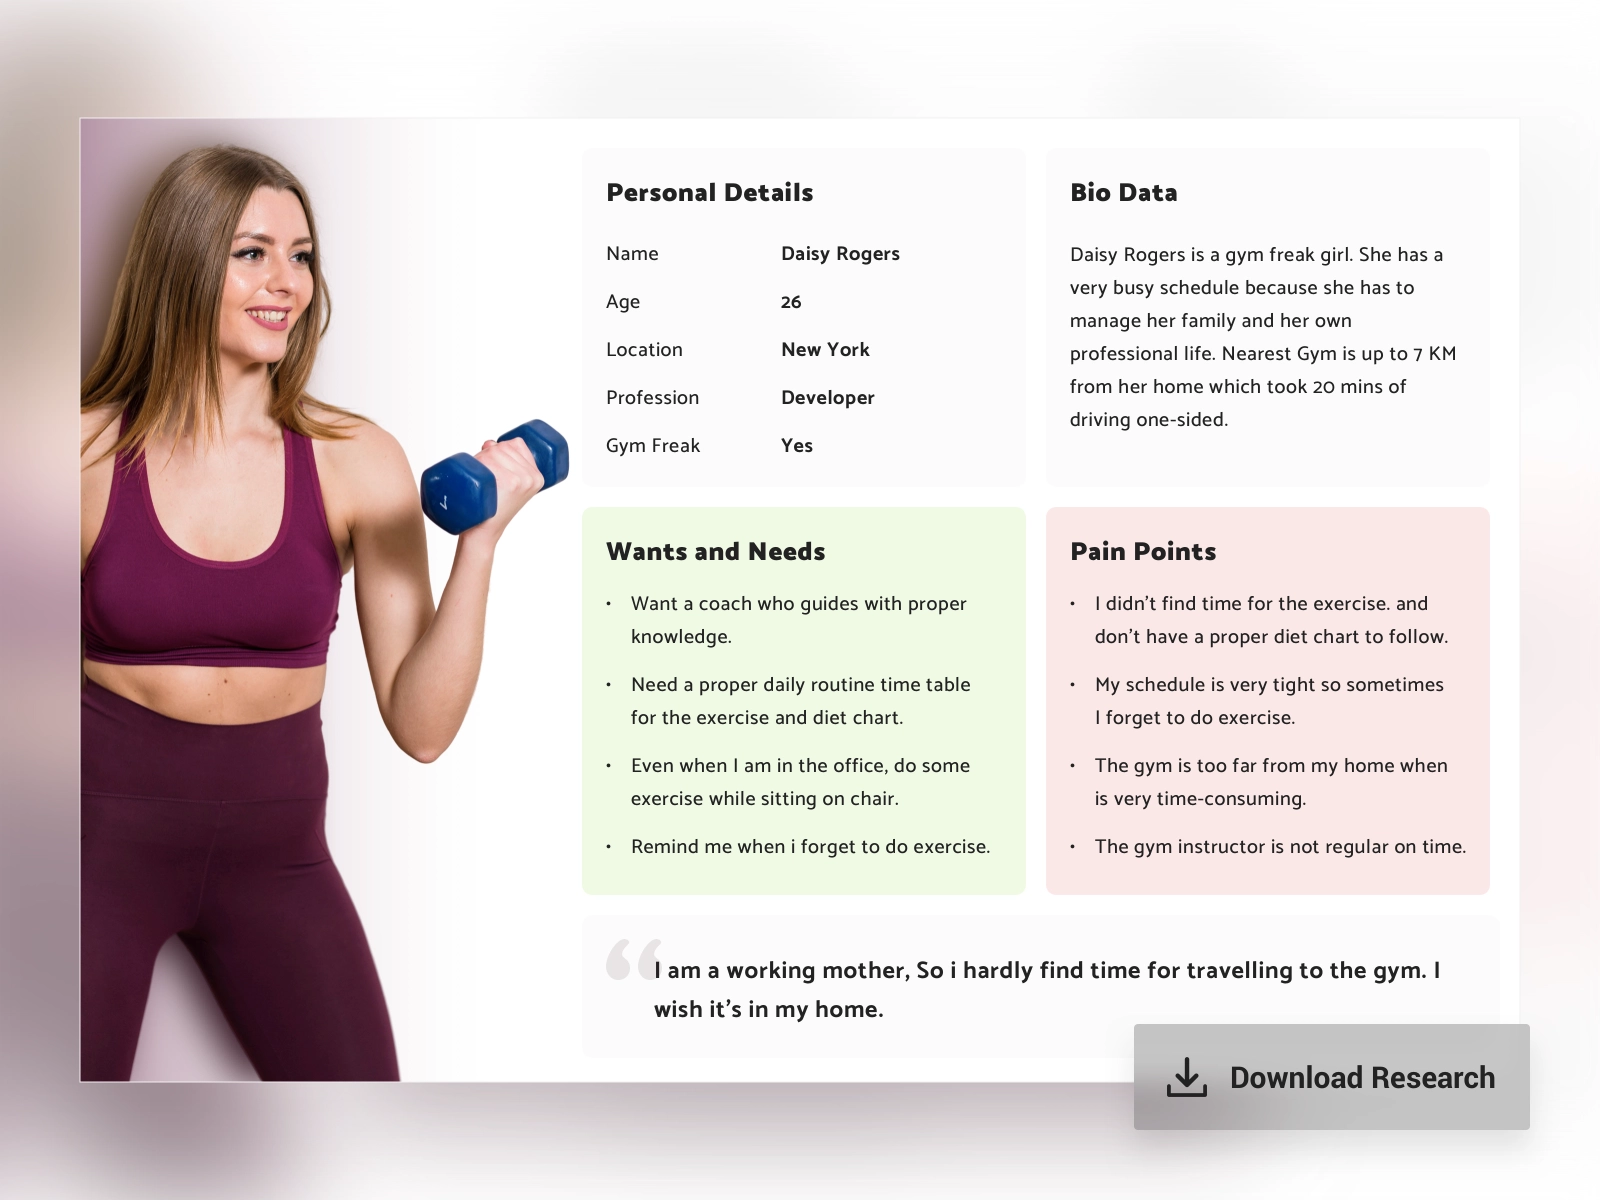 Personal Details
Name Daisy Rogers
Age 26
Location New York
Profession Developer
Gym Freak Yes
Bio Data
Daisy Rogers is a gym freak girl. She has a
very busy schedule because she has to
manage her family and her own
professional life. Nearest Gym is up to 7 KM
from her home which took 20 mins of
driving one-sided.
Wants and Needs
• Want a coach who guides with proper
knowledge.
• Need a proper daily routine time table
for the exercise and diet chart.
• Even when I am in the office, do some
exercise while sitting on chair.
• Remind me when i forget to do exercise.
Pain Points
• I didn’t find time for the exercise. and
don’t have a proper diet chart to follow.
• My schedule is very tight so sometimes
I forget to do exercise.
• The gym is too far from my home when
is very time-consuming.
• The gym instructor is not regular on time.
“I am a working mother, So i hardly find time for travelling to the gym. I
wish it’s in my home.
Download Research